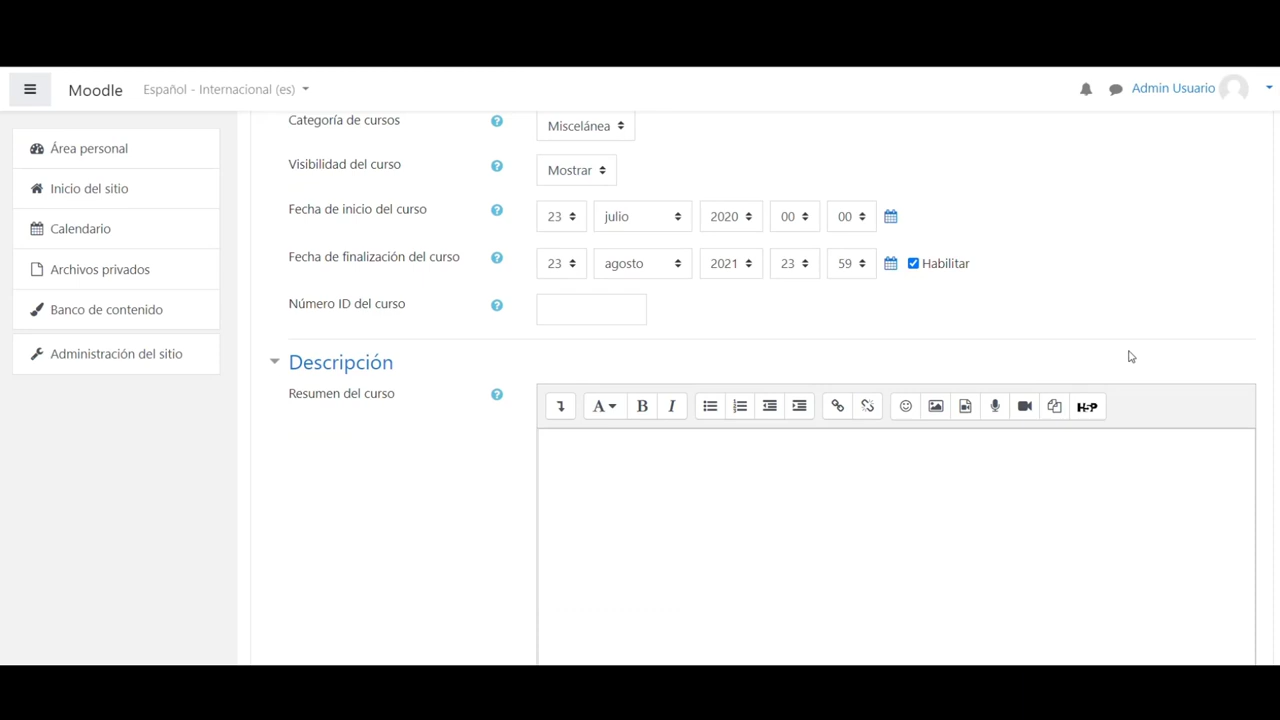 Moodle Español - Internacional (es) Admin Usuario
Área personal
Inicio del sitio
Calendario
Archivos privados
Banco de contenido
Administración del sitio
Categoría de cursos Miscelánea
Visibilidad del curso Mostrar
Fecha de inicio del curso 23 julio 2020 00 00
Fecha de finalización del curso 23 agosto 2021 23 59 Habilitar
Número ID del curso
Descripción
Resumen del curso
A B I H5P